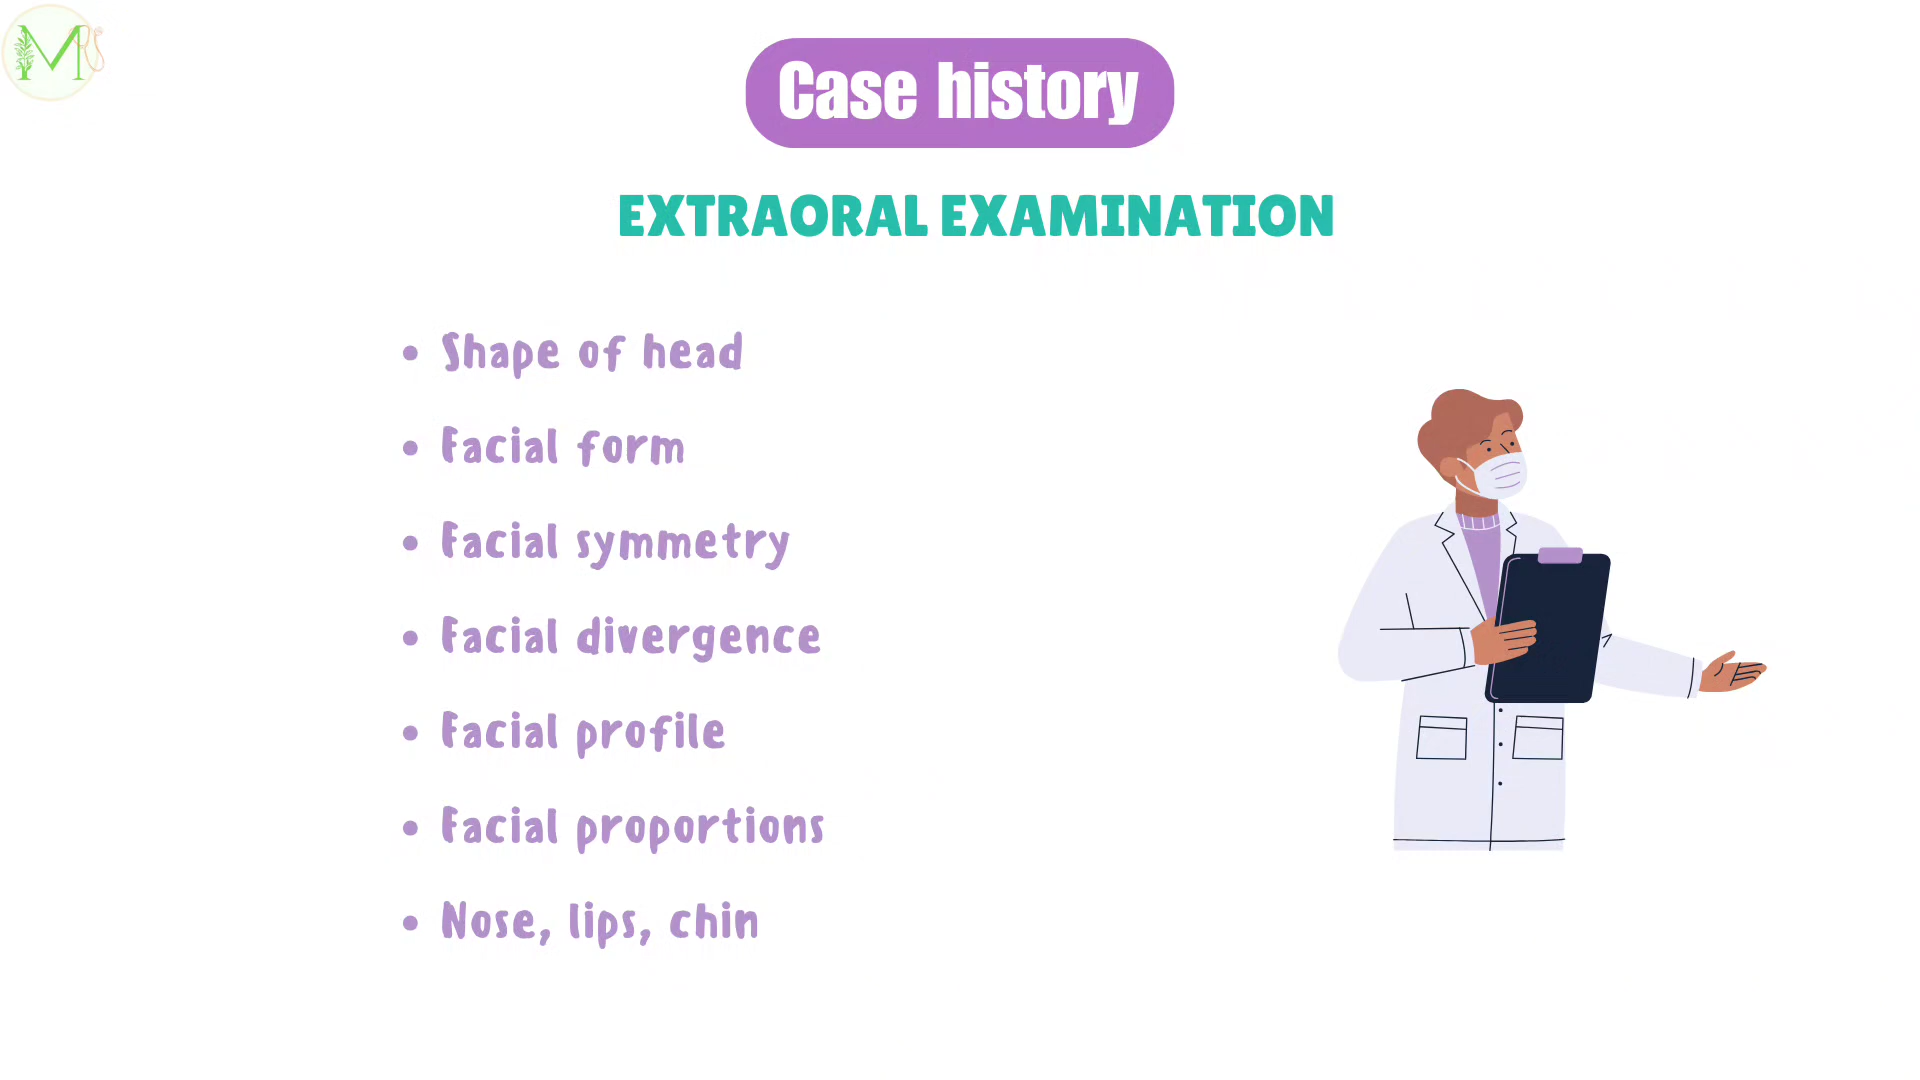 MRS
Case history
EXTRAORAL EXAMINATION
• Shape of head
• Facial form
• Facial symmetry
• Facial divergence
• Facial profile
• Facial proportions
• Nose, lips, chin